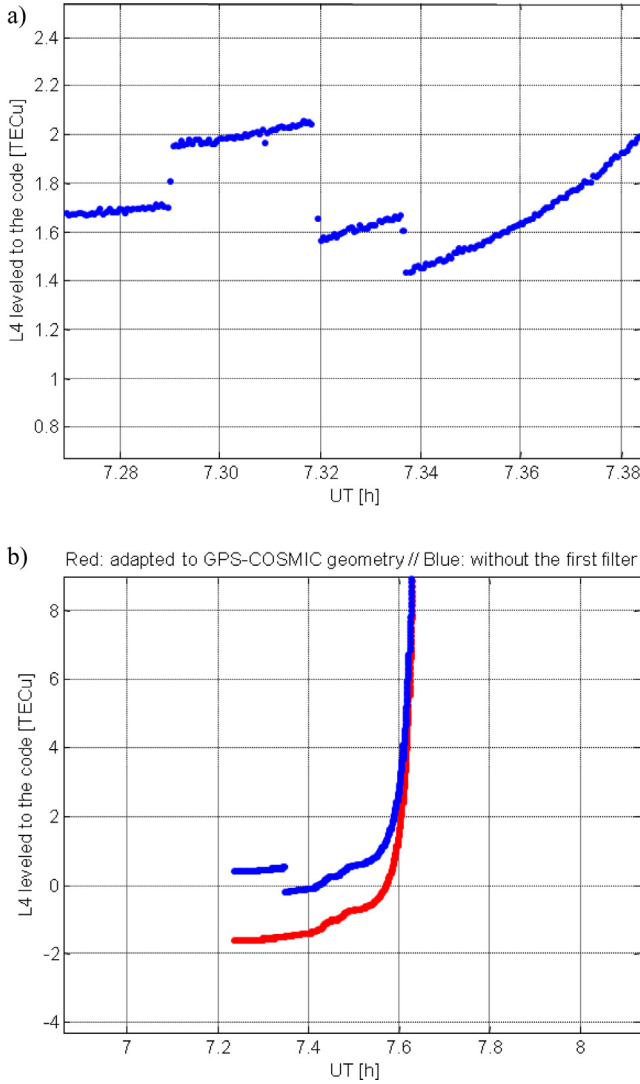 a)
2.4
2.2
2
1.8
1.6
1.4
1.2
1
0.8
L4 leveled to the code [TECu]
7.28 7.30 7.32 7.34 7.36 7.38
UT [h]
b) Red: adapted to GPS-COSMIC geometry // Blue: without the first filter
8
6
4
2
0
-2
-4
L4 leveled to the code [TECu]
7 7.2 7.4 7.6 7.8 8
UT [h]